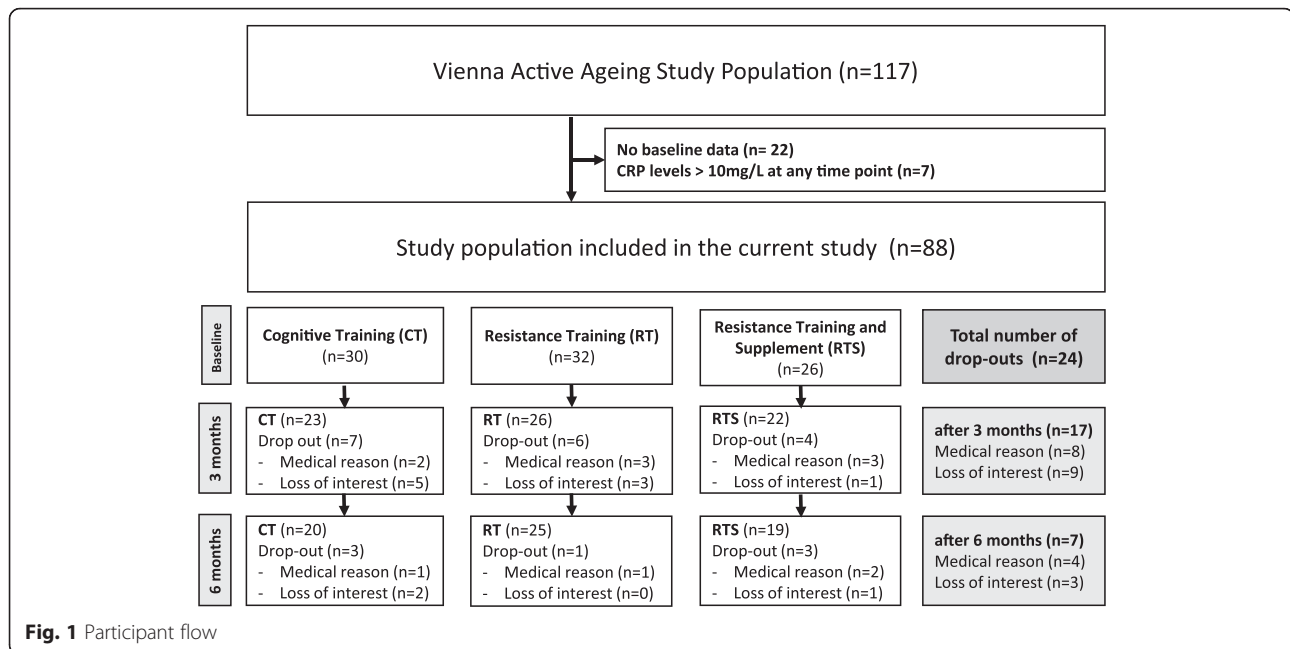 Vienna Active Ageing Study Population (n=117)
No baseline data (n= 22)
CRP levels > 10mg/L at any time point (n=7)
Study population included in the current study (n=88)
Baseline
Cognitive Training (CT)
(n=30)
Resistance Training (RT)
(n=32)
Resistance Training and
Supplement (RTS)
(n=26)
Total number of
drop-outs (n=24)
3 months
CT (n=23)
Drop out (n=7)
- Medical reason (n=2)
- Loss of interest (n=5)
RT (n=26)
Drop-out (n=6)
- Medical reason (n=3)
- Loss of interest (n=3)
RTS (n=22)
Drop-out (n=4)
- Medical reason (n=3)
- Loss of interest (n=1)
after 3 months (n=17)
Medical reason (n=8)
Loss of interest (n=9)
6 months
CT (n=20)
Drop-out (n=3)
- Medical reason (n=1)
- Loss of interest (n=2)
RT (n=25)
Drop-out (n=1)
- Medical reason (n=1)
- Loss of interest (n=0)
RTS (n=19)
Drop-out (n=3)
- Medical reason (n=2)
- Loss of interest (n=1)
after 6 months (n=7)
Medical reason (n=4)
Loss of interest (n=3)
Fig. 1 Participant flow